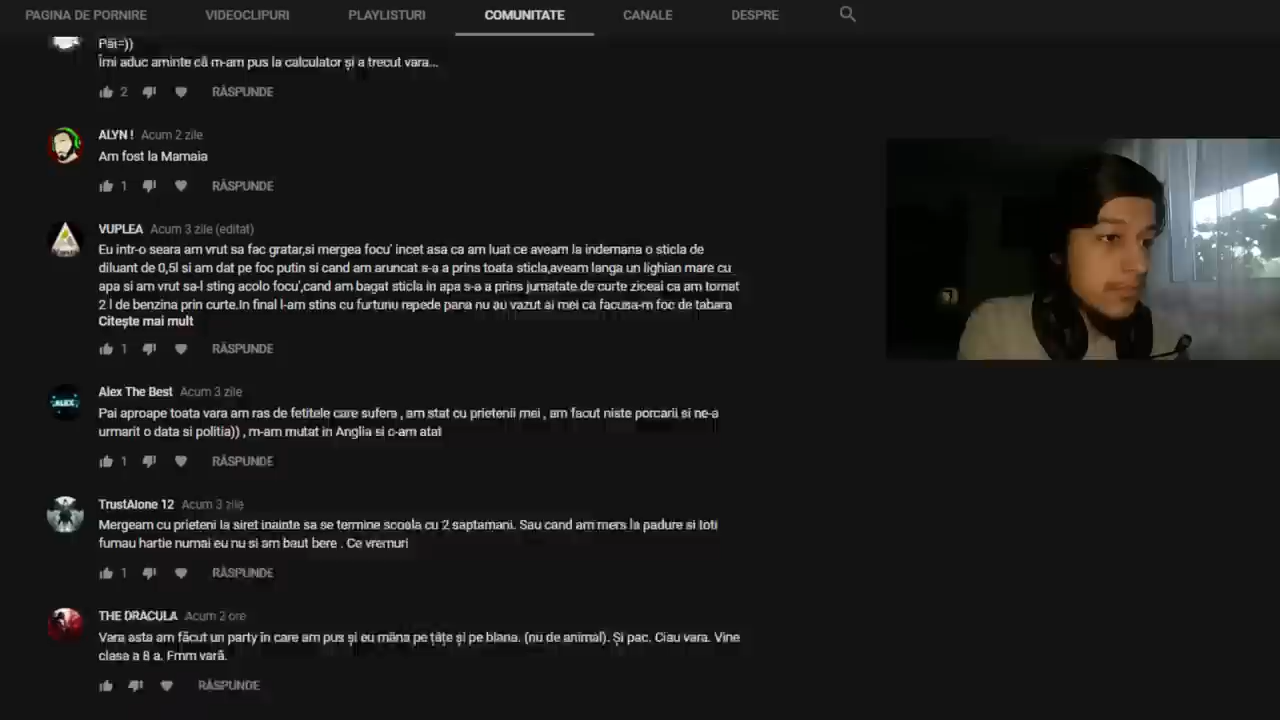 PAGINA DE PORNIRE VIDEOCLIPURI PLAYLISTURI COMUNITATE CANALE DESPRE
Păi=))
Îmi aduc aminte că m-am pus la calculator și a trecut vara...
2 RĂSPUNDE
ALYN ! Acum 2 zile
Am fost la Mamaia
1 RĂSPUNDE
VUPLEA Acum 3 zile (editat)
Eu intr-o seara am vrut sa fac gratar,si mergea focu' incet asa ca am luat ce aveam la indemana o sticla de
diluant de 0,5l si am dat pe foc putin si cand am aruncat s-a a prins toata sticla,aveam langa un lighian mare cu
apa si am vrut sa-l sting acolo focu',cand am bagat sticla in apa s-a a prins jumatate de curte ziceai ca am tornat
2 l de benzina prin curte.In final l-am stins cu furtunu repede pana nu au vazut ai mei ca facusa-m foc de tabara
Citește mai mult
1 RĂSPUNDE
Alex The Best Acum 3 zile
ALEX
Pai aproape toata vara am ras de fetitele care sufera , am stat cu prietenii mei , am facut niste porcarii si ne-a
urmarit o data si politia)) , m-am mutat in Anglia si c-am atat
1 RĂSPUNDE
TrustAlone 12 Acum 3 zile
Mergeam cu prieteni la siret inainte sa se termine scoala cu 2 saptamani. Sau cand am mers la padure si toti
fumau hartie numai eu nu si am baut bere . Ce vremuri
1 RĂSPUNDE
THE DRACULA Acum 2 ore
Vara asta am făcut un party în care am pus și eu mâna pe țâțe și pe blana. (nu de animal). Și pac. Ciau vara. Vine
clasa a 8 a. Fmm vară.
RĂSPUNDE